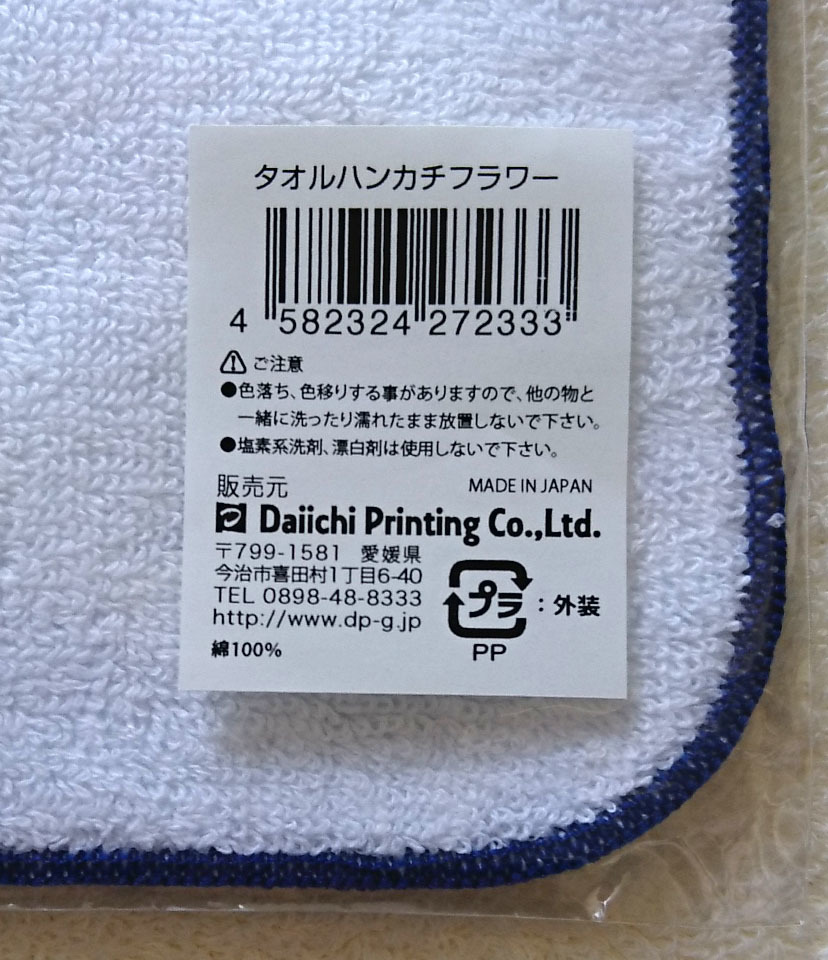 タオルハンカチフラワー
4 582324 272333
ご注意
●色落ち、色移りする事がありますので、他の物と
一緒に洗ったり濡れたまま放置しないで下さい。
●塩素系洗剤、漂白剤は使用しないで下さい。
販売元 MADE IN JAPAN
Daiichi Printing Co.,Ltd.
〒799-1581 愛媛県
今治市喜田村1丁目6-40
TEL 0898-48-8333
http://www.dp-g.jp
プラ : 外装
PP
綿100%